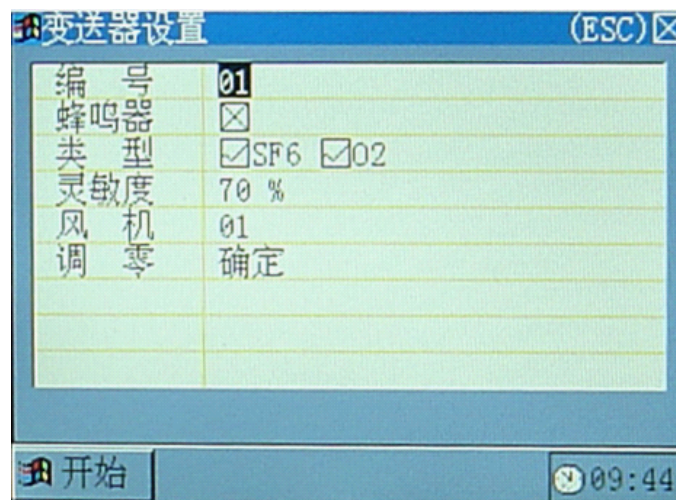 变送器设置 (ESC)
编 号 01
蜂鸣器
类 型 SF6 O2
灵敏度 70 %
风 机 01
调 零 确定
开始 09:44